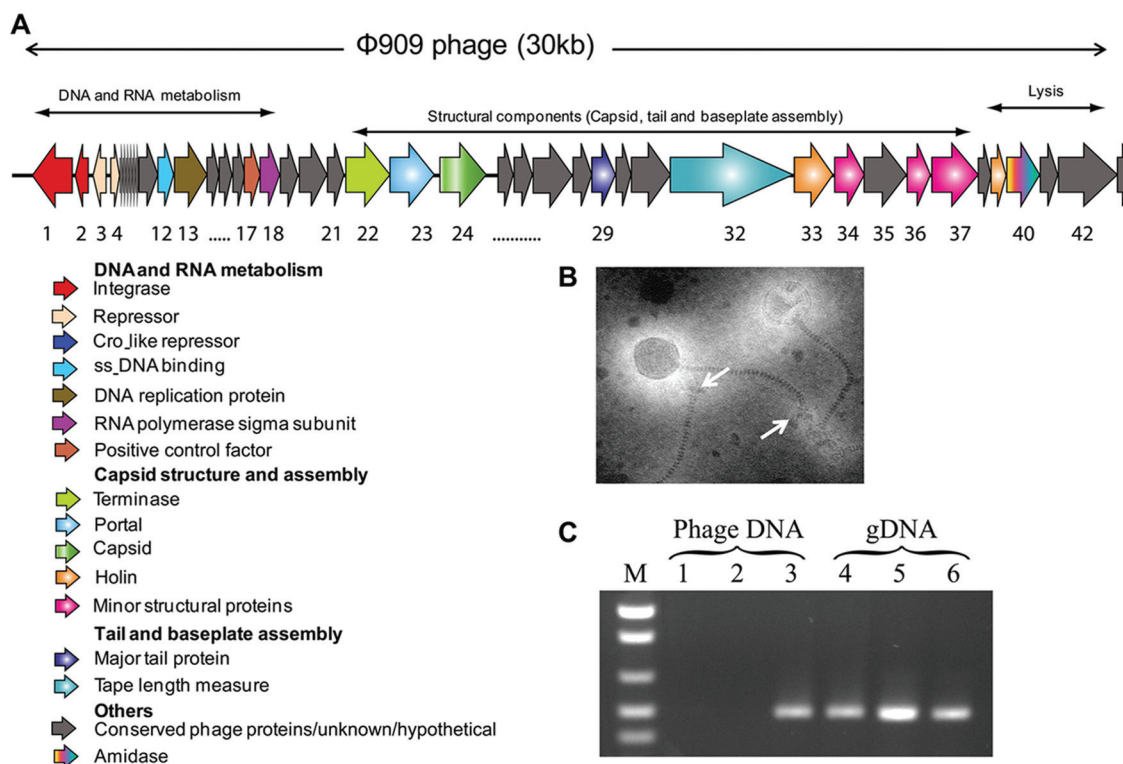 A
Φ909 phage (30kb)
DNA and RNA metabolism
Structural components (Capsid, tail and baseplate assembly)
Lysis
1 2 3 4 12 13 ..... 17 18 21 22 23 24 ........... 29 32 33 34 35 36 37 40 42
DNA and RNA metabolism
Integrase
Repressor
Cro_like repressor
ss_DNA binding
DNA replication protein
RNA polymerase sigma subunit
Positive control factor
Capsid structure and assembly
Terminase
Portal
Capsid
Holin
Minor structural proteins
Tail and baseplate assembly
Major tail protein
Tape length measure
Others
Conserved phage proteins/unknown/hypothetical
Amidase
B
C
Phage DNA gDNA
M 1 2 3 4 5 6